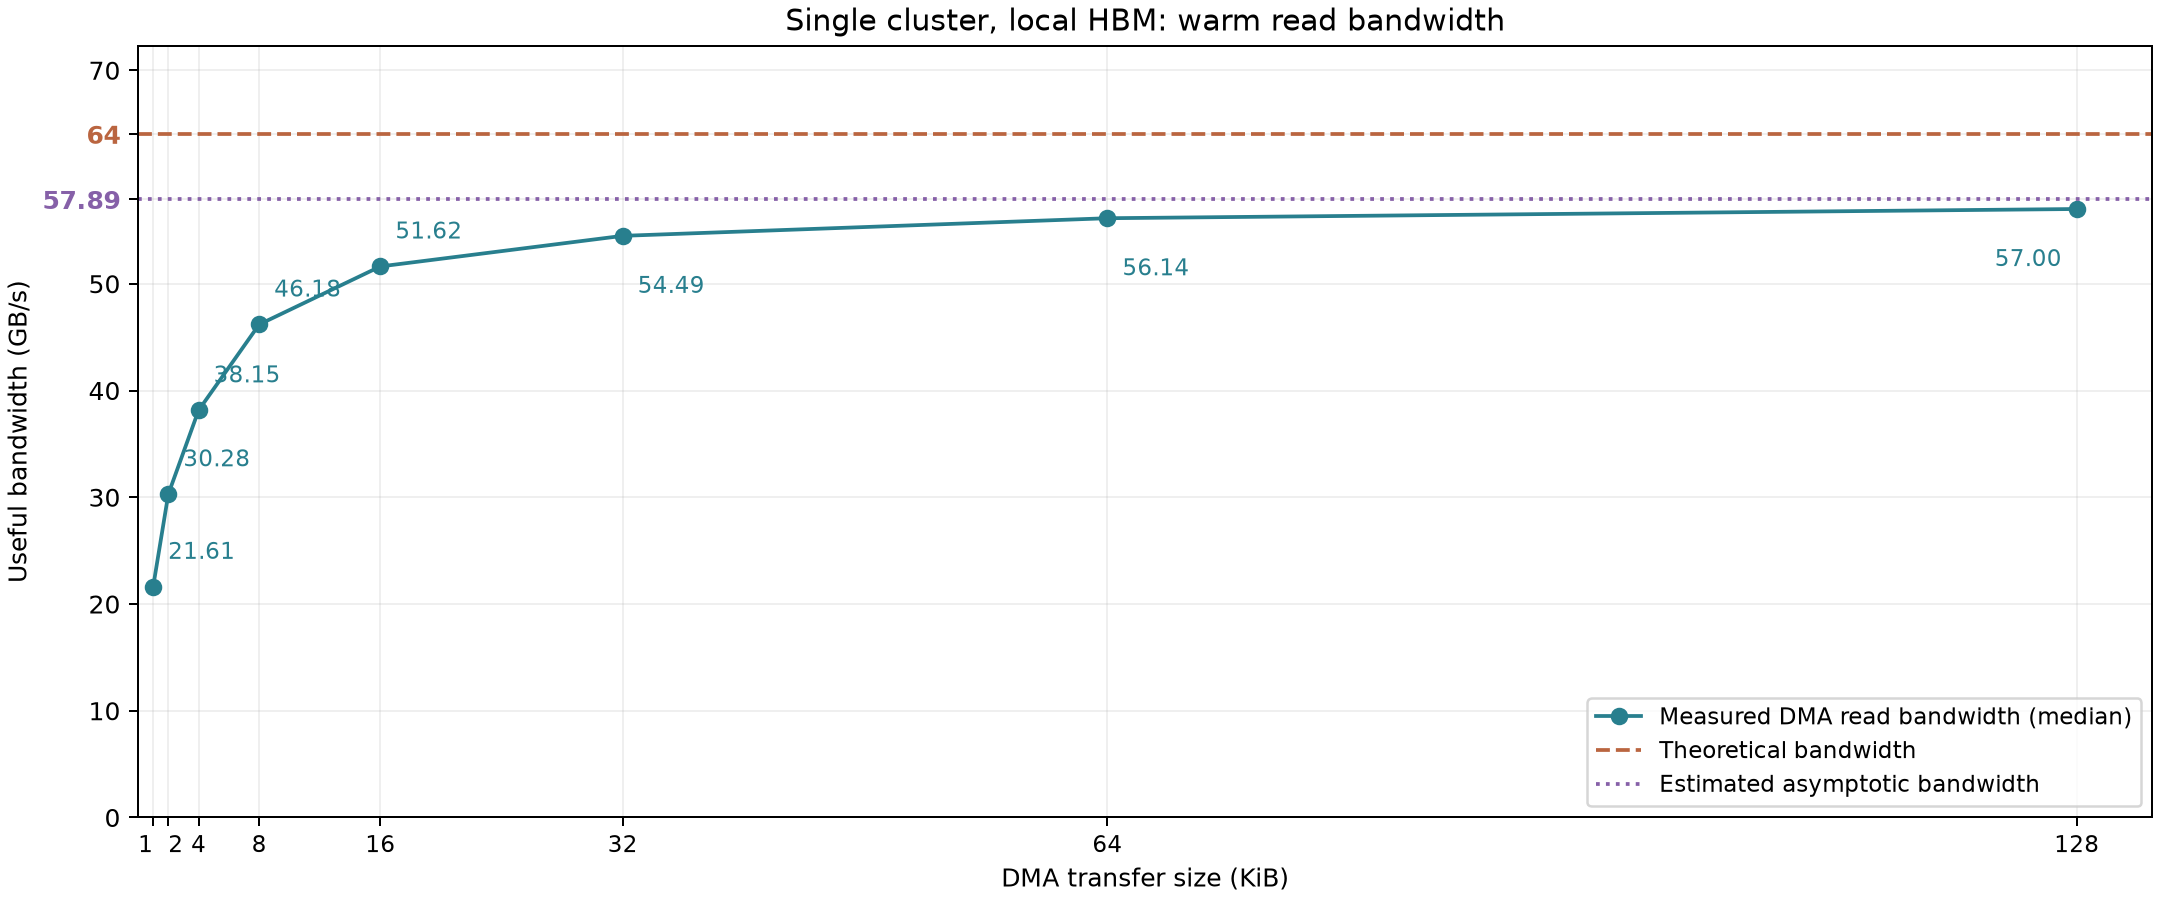 Single cluster, local HBM: warm read bandwidth
Useful bandwidth (GB/s)
70
64
57.89
50
40
30
20
10
0
21.61
30.28
38.15
46.18
51.62
54.49
56.14
57.00
Measured DMA read bandwidth (median)
Theoretical bandwidth
Estimated asymptotic bandwidth
1 2 4 8 16 32 64 128
DMA transfer size (KiB)